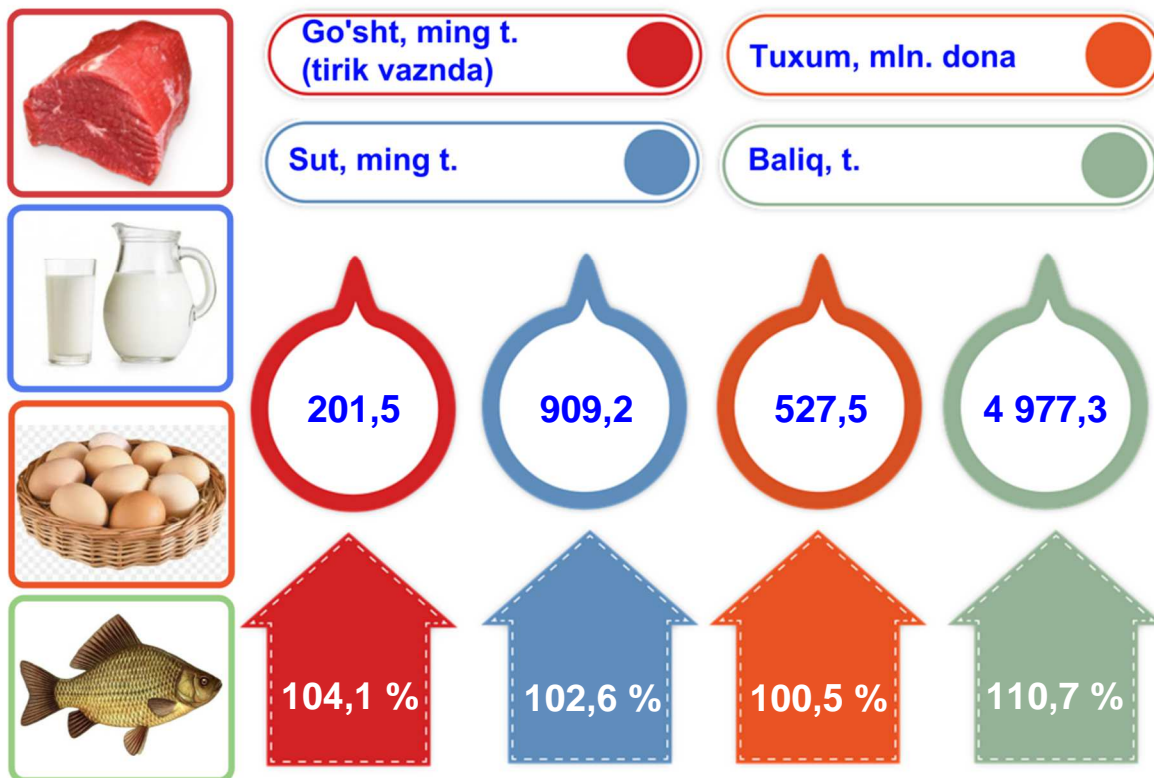 Go'sht, ming t.
(tirik vaznda)
Tuxum, mln. dona
Sut, ming t.
Baliq, t.
201,5
909,2
527,5
4 977,3
104,1 %
102,6 %
100,5 %
110,7 %